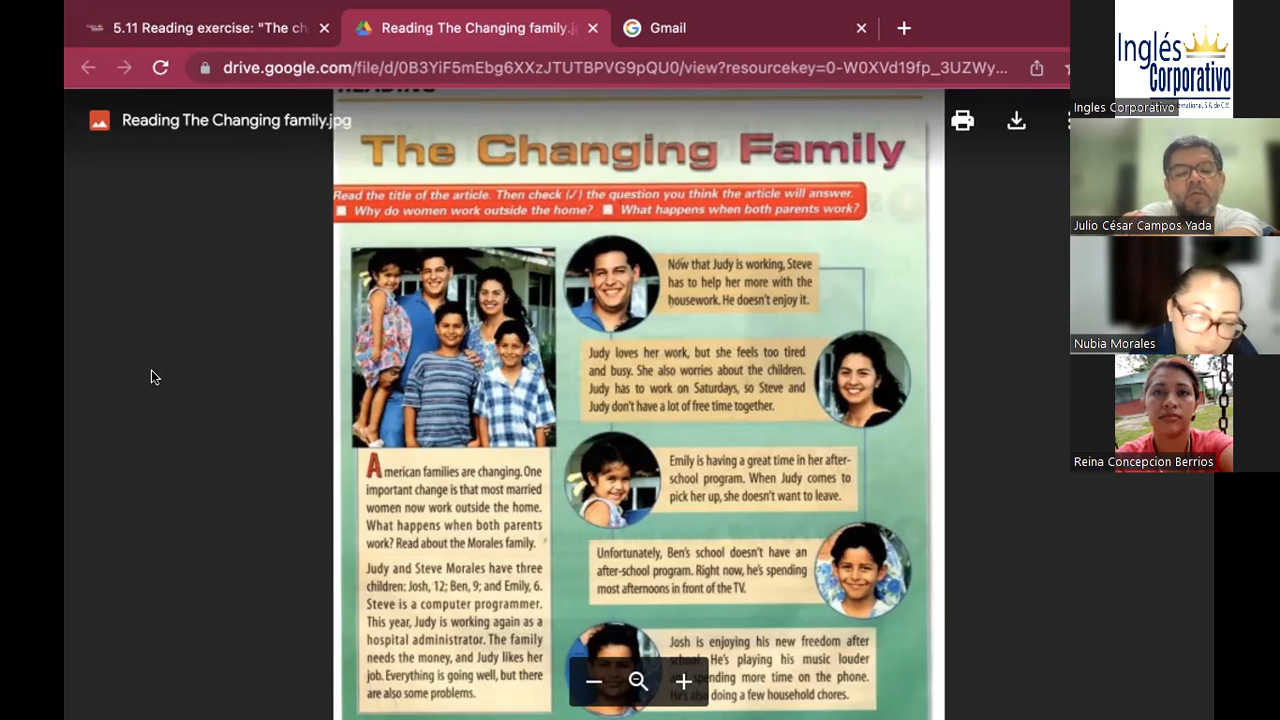 5.11 Reading exercise: "The ch
Reading The Changing family.j
Gmail
drive.google.com/file/d/0B3YiF5mEbg6XXzJTUTBPVG9pQU0/view?resourcekey=0-W0XVd19fp_3UZWy...
Reading The Changing family.jpg
The Changing Family
Read the title of the article. Then check (✓) the question you think the article will answer.
Why do women work outside the home? What happens when both parents work?
Now that Judy is working, Steve
has to help her more with the
housework. He doesn't enjoy it.
Judy loves her work, but she feels too tired
and busy. She also worries about the children.
Judy has to work on Saturdays, so Steve and
Judy don't have a lot of free time together.
Emily is having a great time in her after-
school program. When Judy comes to
pick her up, she doesn't want to leave.
Unfortunately, Ben's school doesn't have an
after-school program. Right now, he's spending
most afternoons in front of the TV.
Josh is enjoying his new freedom after
school. He's playing his music louder
spending more time on the phone.
He's also doing a few household chores.
American families are changing. One
important change is that most married
women now work outside the home.
What happens when both parents
work? Read about the Morales family.
Judy and Steve Morales have three
children: Josh, 12; Ben, 9; and Emily, 6.
Steve is a computer programmer.
This year, Judy is working again as a
hospital administrator. The family
needs the money, and Judy likes her
job. Everything is going well, but there
are also some problems.
Inglés
Corporativo
Ingles Corporativo
Julio César Campos Yada
Nubia Morales
Reina Concepcion Berrios